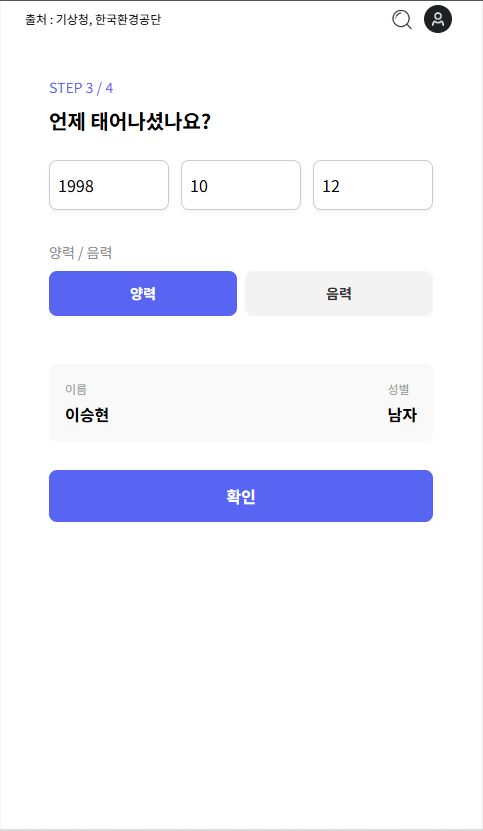 출처 : 기상청, 한국환경공단
STEP 3 / 4
언제 태어나셨나요?
1998 10 12
양력 / 음력
양력 음력
이름 성별
이승현 남자
확인